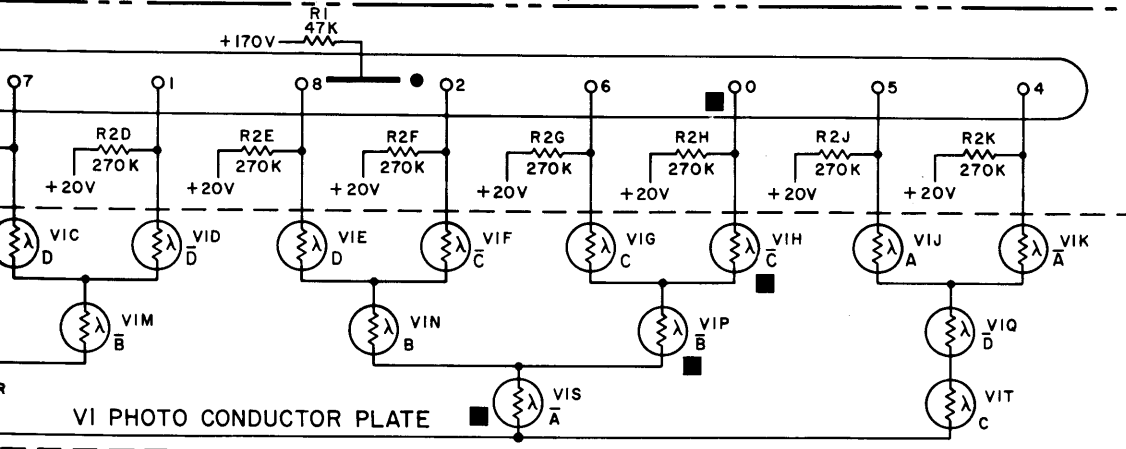 R1
47K
+170V
7 1 8 2 6 0 5 4
R2D R2E R2F R2G R2H R2J R2K
270K 270K 270K 270K 270K 270K 270K
+20V +20V +20V +20V +20V +20V +20V
V1C V1D V1E V1F V1G V1H V1J V1K
D D̅ D C̅ C C̅ A A̅
λ λ λ λ λ λ λ λ
V1M V1N V1P V1Q
λ λ λ λ
B̅ B B̅ D̅
R
V1S V1T
λ λ
A̅ C
V1 PHOTO CONDUCTOR PLATE